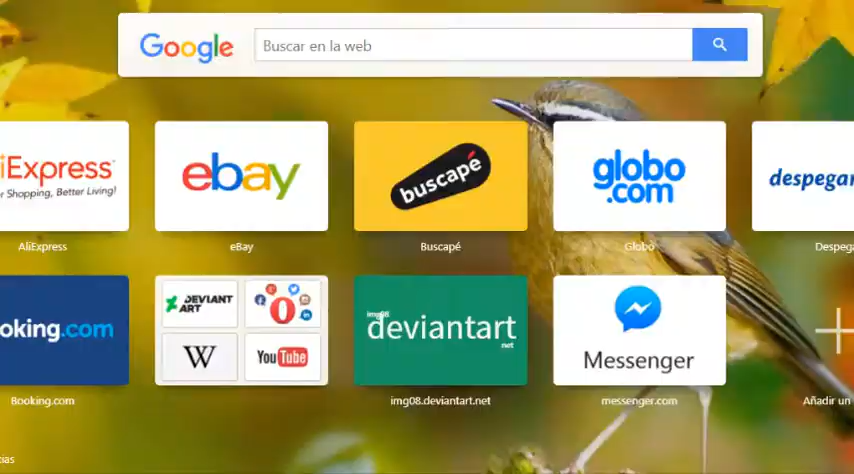 Google
Buscar en la web
iExpress
r Shopping, Better Living!
AliExpress
ebay
eBay
buscapé
Buscapé
globo
.com
Globo
despegar
Despega
oking.com
Booking.com
DEVIANT
ART
W
YouTube
img08
deviantart
net
img08.deviantart.net
Messenger
messenger.com
Añadir un
ias